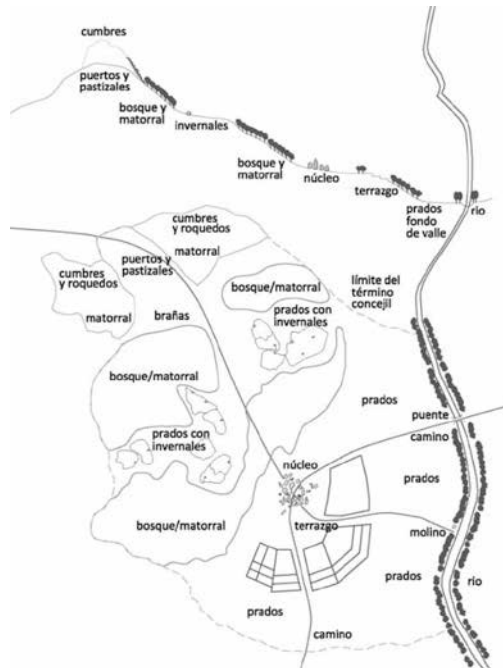 cumbres
puertos y
pastizales
bosque y
matorral
invernales
bosque y
matorral
núcleo
terrazgo
prados
fondo
de valle
rio
cumbres
y roquedos
matorral
puertos y
pastizales
cumbres
y roquedos
matorral
brañas
bosque/matorral
prados con
invernales
límite del
término
concejil
bosque/matorral
prados
puente
camino
prados con
invernales
núcleo
prados
bosque/matorral
terrazgo
molino
prados
rio
prados
camino